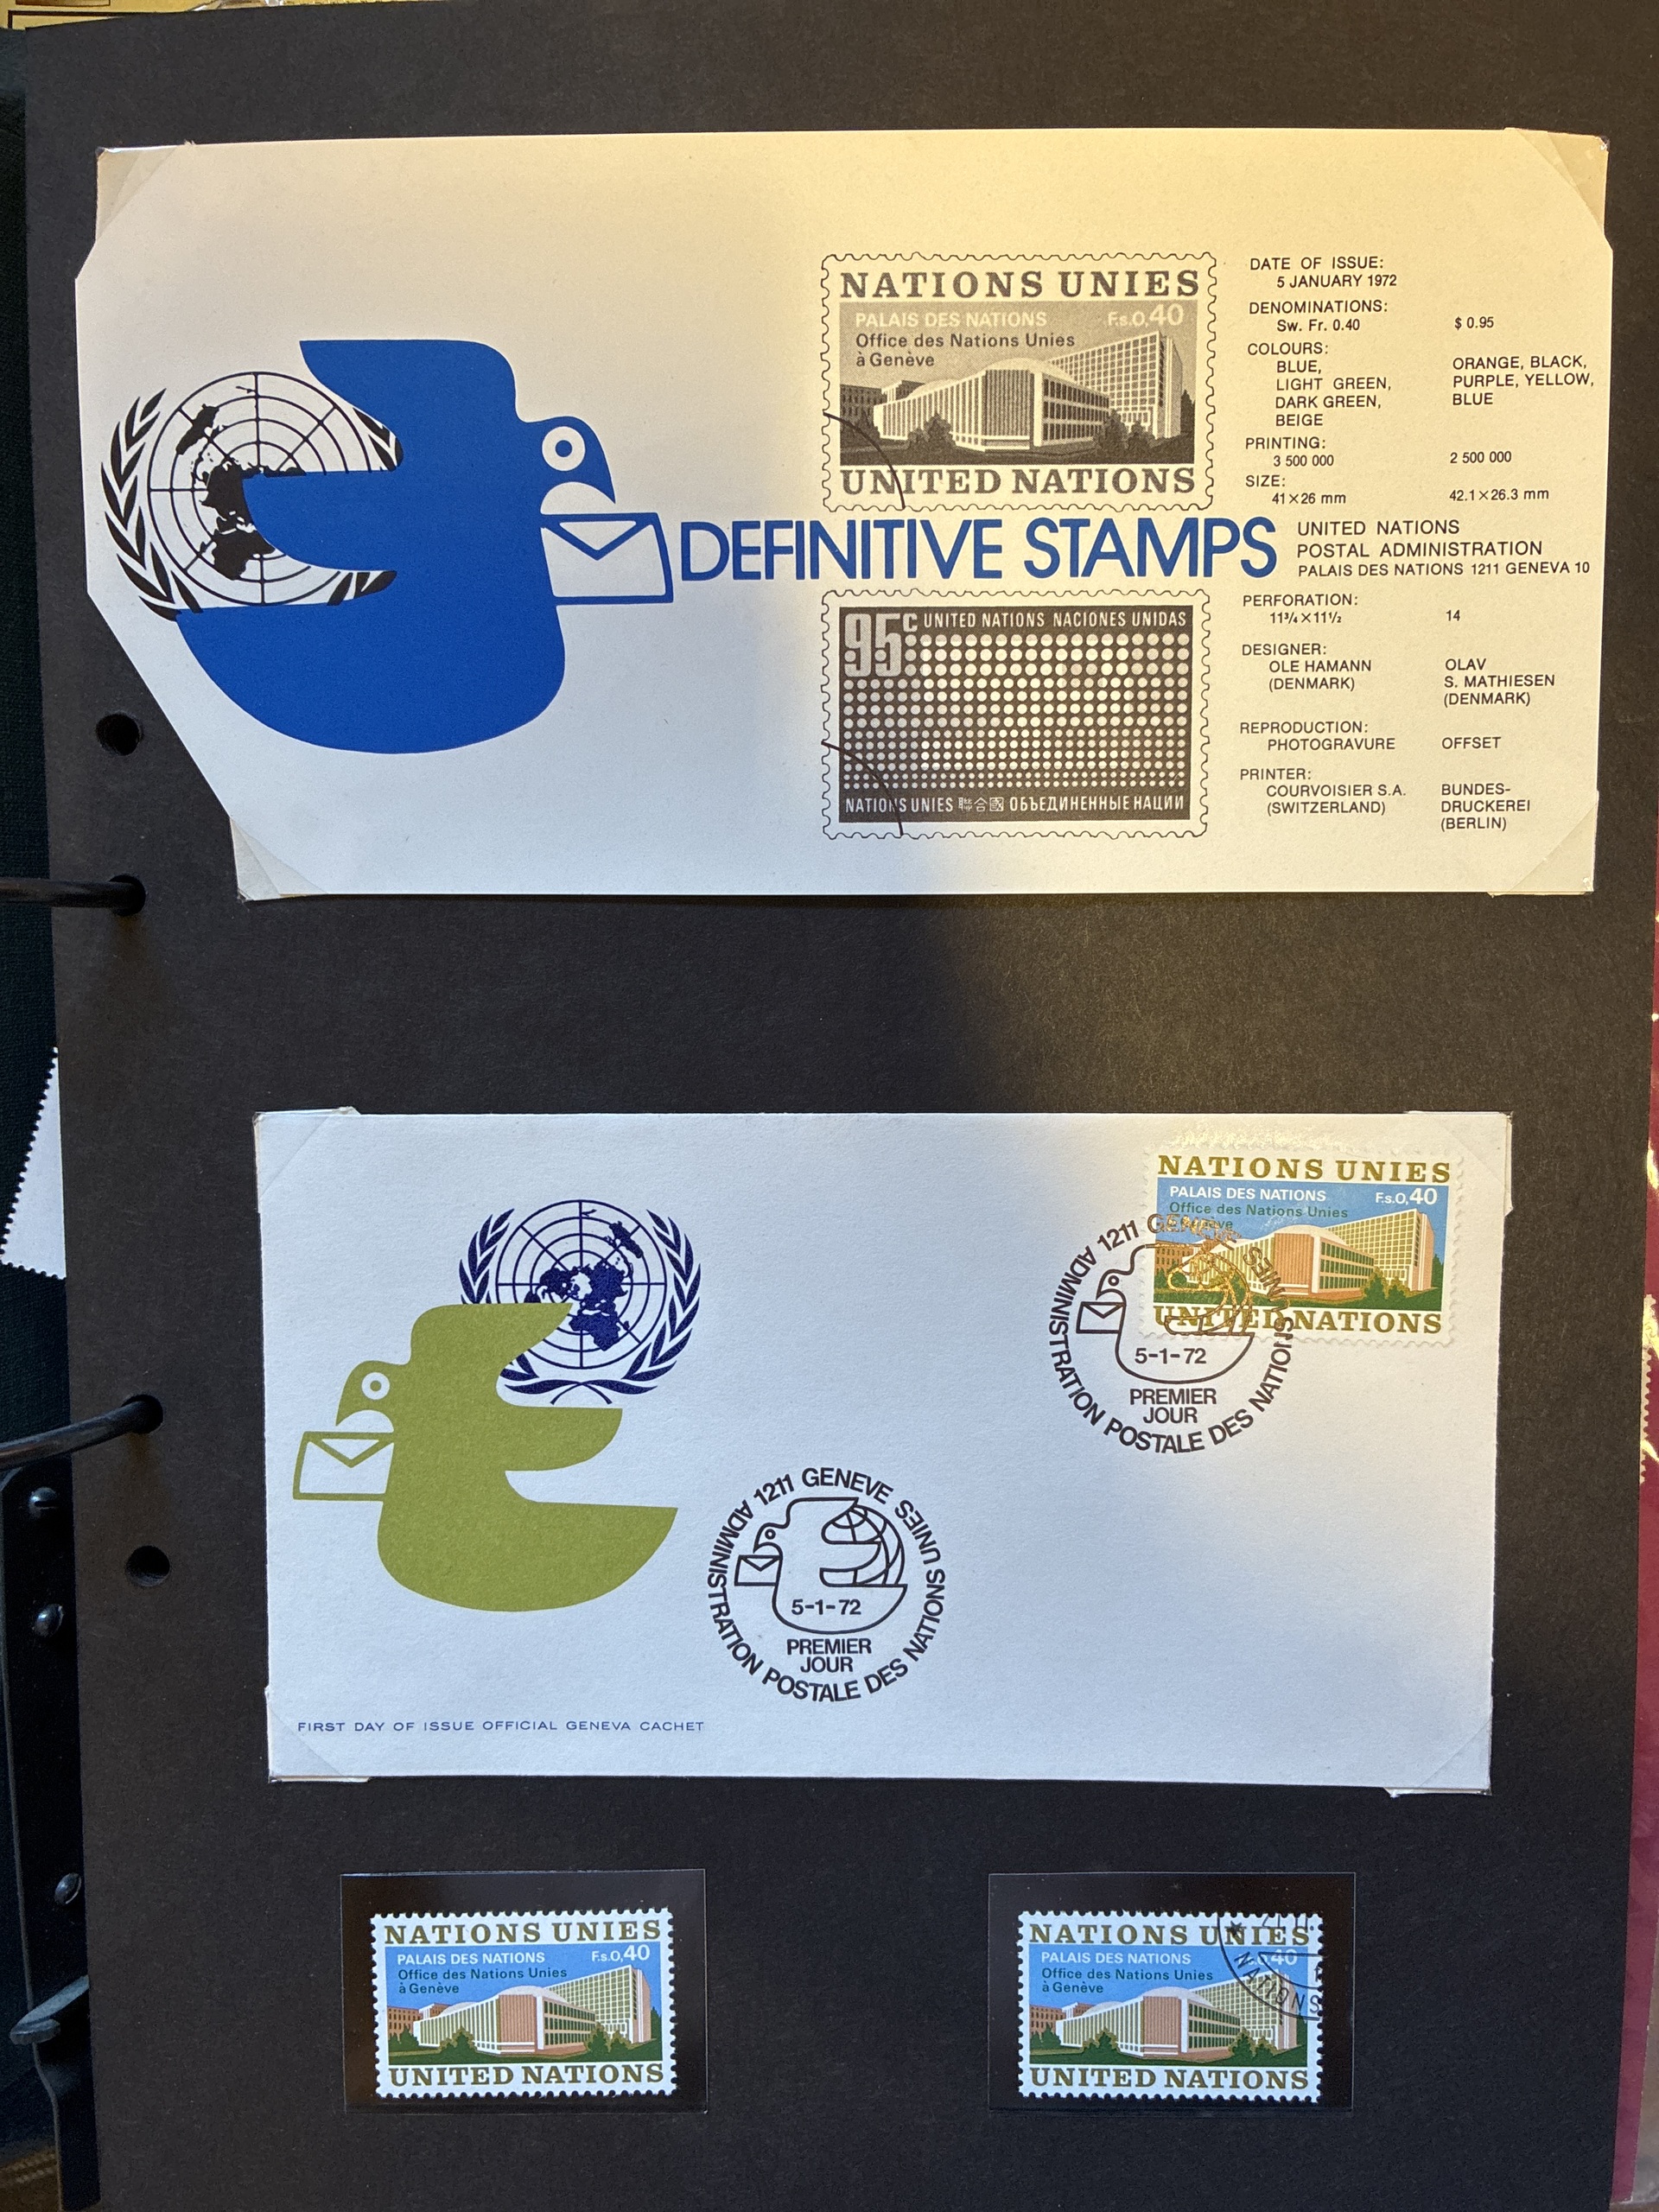 NATIONS UNIES
PALAIS DES NATIONS F.s.0,40
Office des Nations Unies
à Genève
UNITED NATIONS
DATE OF ISSUE:
5 JANUARY 1972
DENOMINATIONS:
Sw. Fr. 0.40 $ 0.95
COLOURS:
BLUE, ORANGE, BLACK,
LIGHT GREEN, PURPLE, YELLOW,
DARK GREEN, BLUE
BEIGE
PRINTING:
3 500 000 2 500 000
SIZE:
41×26 mm 42.1×26.3 mm
DEFINITIVE STAMPS
UNITED NATIONS
POSTAL ADMINISTRATION
PALAIS DES NATIONS 1211 GENEVA 10
95c UNITED NATIONS NACIONES UNIDAS
NATIONS UNIES 聯合國 ОБЪЕДИНЕННЫЕ НАЦИИ
PERFORATION:
11¾×11½ 14
DESIGNER:
OLE HAMANN OLAV
(DENMARK) S. MATHIESEN
(DENMARK)
REPRODUCTION:
PHOTOGRAVURE OFFSET
PRINTER:
COURVOISIER S.A. BUNDES-
(SWITZERLAND) DRUCKEREI
(BERLIN)
NATIONS UNIES
PALAIS DES NATIONS F.s.0,40
Office des Nations Unies
UNITED NATIONS
ADMINISTRATION POSTALE DES NATIONS UNIES 1211 GENEVE
5-1-72
PREMIER
JOUR
ADMINISTRATION POSTALE DES NATIONS UNIES 1211 GENEVE
5-1-72
PREMIER
JOUR
FIRST DAY OF ISSUE OFFICIAL GENEVA CACHET
NATIONS UNIES
PALAIS DES NATIONS F.s.0,40
Office des Nations Unies
à Genève
UNITED NATIONS
NATIONS UNIES
PALAIS DES NATIONS 40
Office des Nations Unies
à Genève
NATIONS
UNITED NATIONS